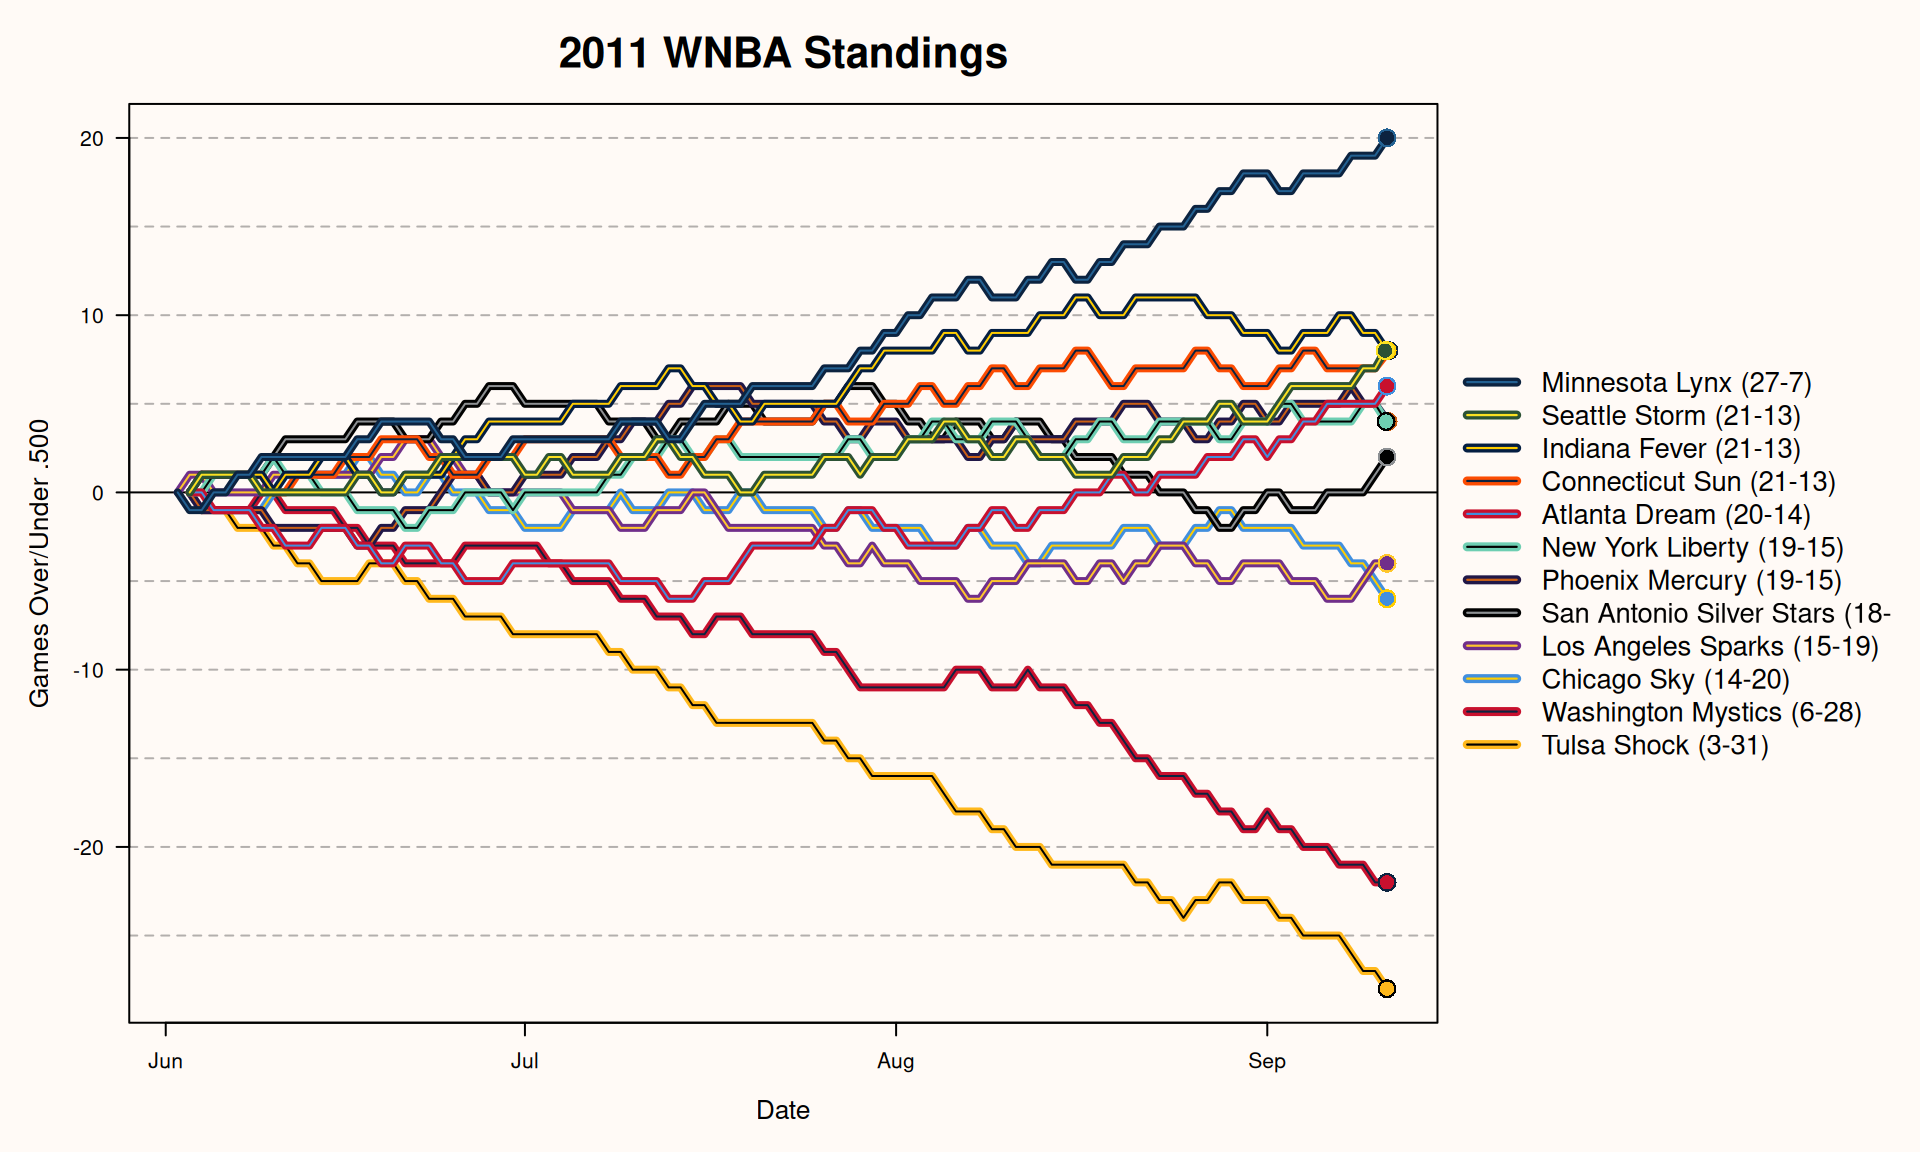 2011 WNBA Standings
Games Over/Under .500
20
10
0
-10
-20
Jun
Jul
Aug
Sep
Date
Minnesota Lynx (27-7)
Seattle Storm (21-13)
Indiana Fever (21-13)
Connecticut Sun (21-13)
Atlanta Dream (20-14)
New York Liberty (19-15)
Phoenix Mercury (19-15)
San Antonio Silver Stars (18-
Los Angeles Sparks (15-19)
Chicago Sky (14-20)
Washington Mystics (6-28)
Tulsa Shock (3-31)